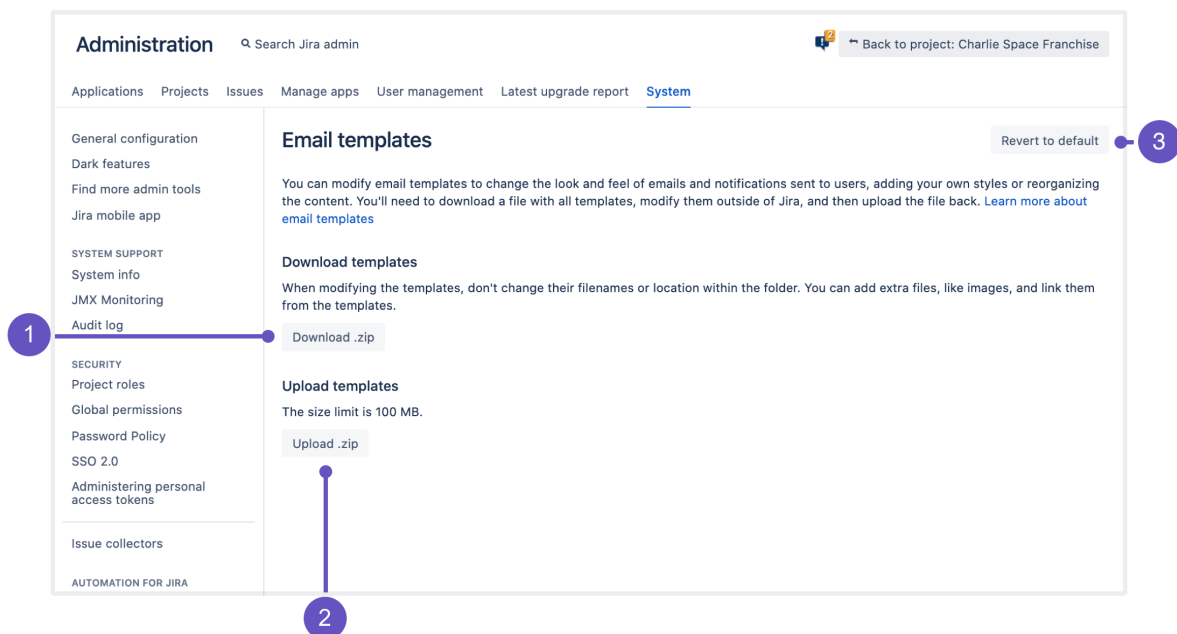 Administration
Search Jira admin
2
Back to project: Charlie Space Franchise
Applications Projects Issues Manage apps User management Latest upgrade report System
General configuration
Dark features
Find more admin tools
Jira mobile app
SYSTEM SUPPORT
System info
JMX Monitoring
Audit log
SECURITY
Project roles
Global permissions
Password Policy
SSO 2.0
Administering personal
access tokens
Issue collectors
AUTOMATION FOR JIRA
Email templates
Revert to default
3
You can modify email templates to change the look and feel of emails and notifications sent to users, adding your own styles or reorganizing
the content. You'll need to download a file with all templates, modify them outside of Jira, and then upload the file back. Learn more about
email templates
Download templates
When modifying the templates, don't change their filenames or location within the folder. You can add extra files, like images, and link them
from the templates.
1
Download .zip
Upload templates
The size limit is 100 MB.
Upload .zip
2